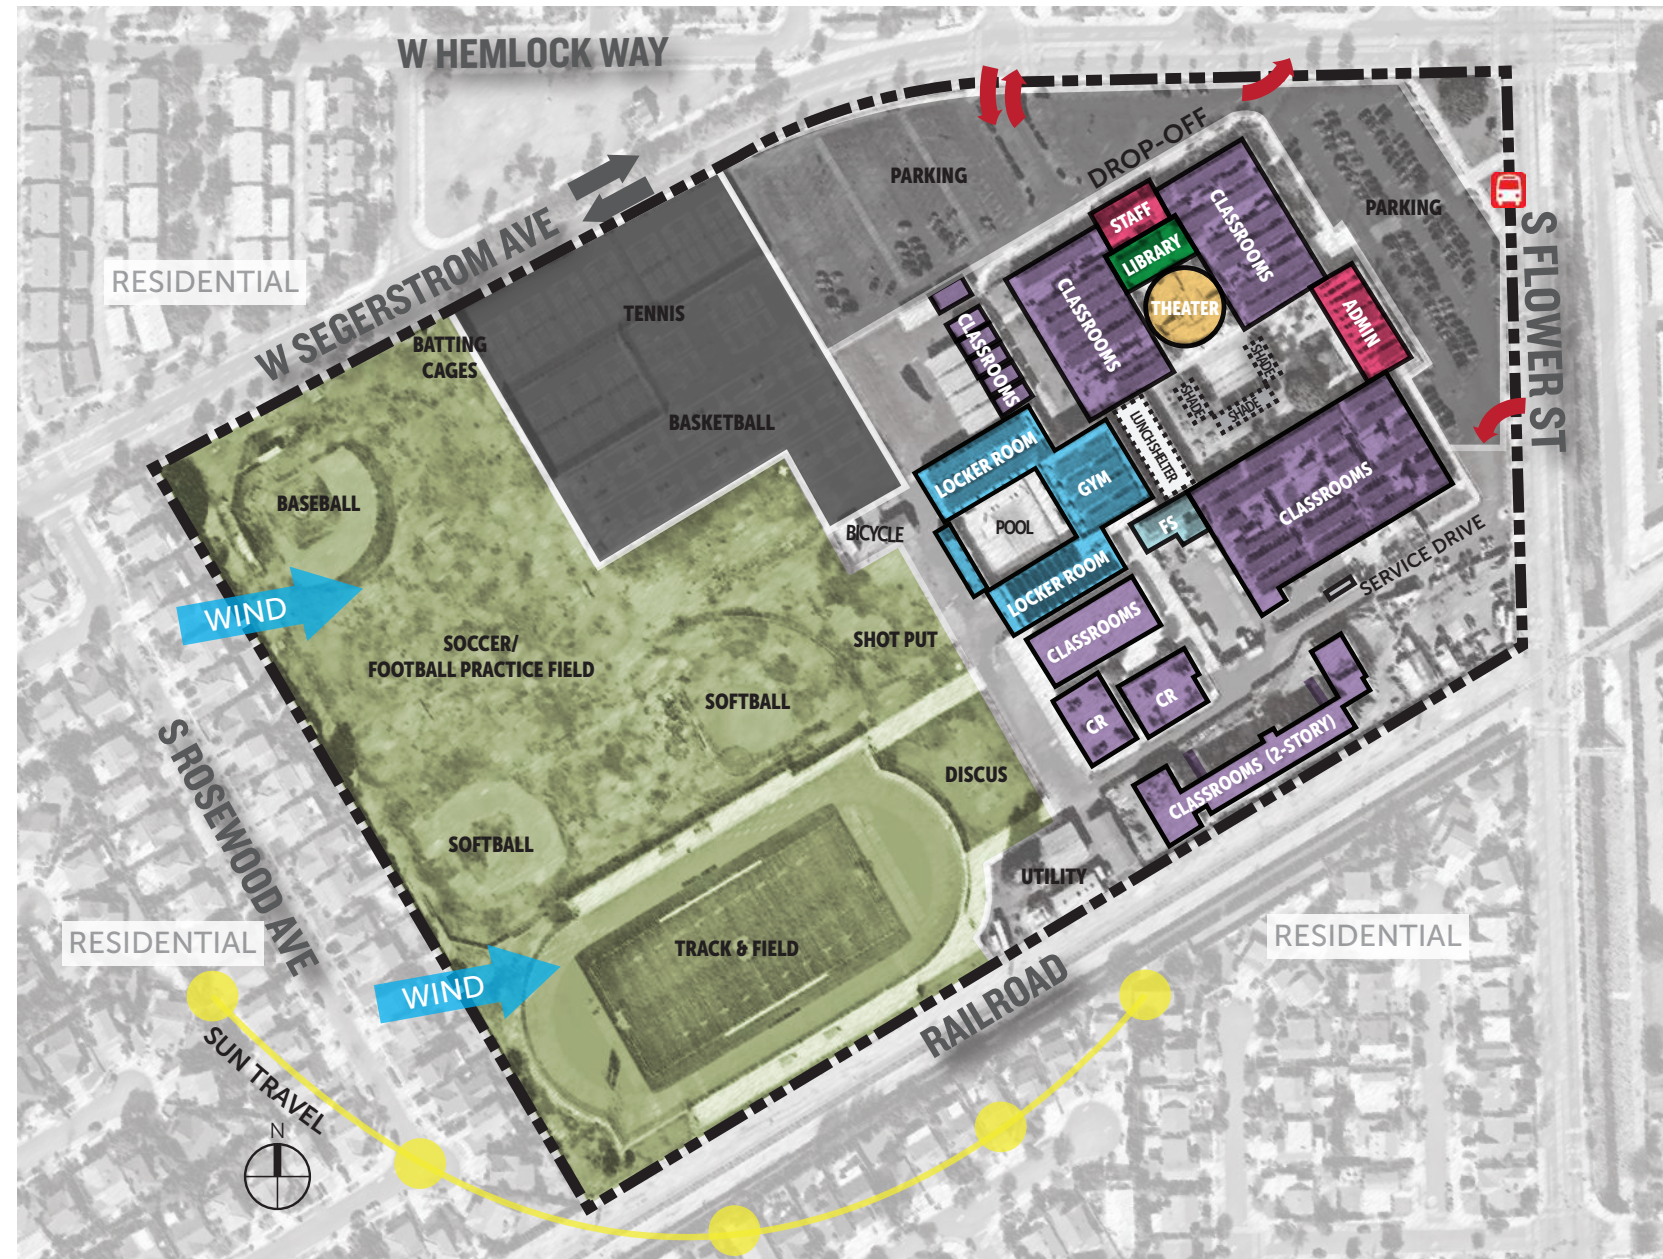 W HEMLOCK WAY
DROP-OFF
PARKING
STAFF
CLASSROOMS
PARKING
LIBRARY
S FLOWER ST
W SEGERSTROM AVE
RESIDENTIAL
TENNIS
CLASSROOMS
THEATER
ADMIN
BATTING
CAGES
CLASSROOMS
SHADE
SHADE
SHADE
BASKETBALL
LUNCH SHELTER
LOCKER ROOM
GYM
CLASSROOMS
BASEBALL
BICYCLE
POOL
FS
SERVICE DRIVE
WIND
LOCKER ROOM
SOCCER/
FOOTBALL PRACTICE FIELD
SHOT PUT
CLASSROOMS
SOFTBALL
CR
CR
S ROSEWOOD AVE
DISCUS
CLASSROOMS (2-STORY)
SOFTBALL
UTILITY
RESIDENTIAL
TRACK & FIELD
RESIDENTIAL
WIND
RAILROAD
SUN TRAVEL
N